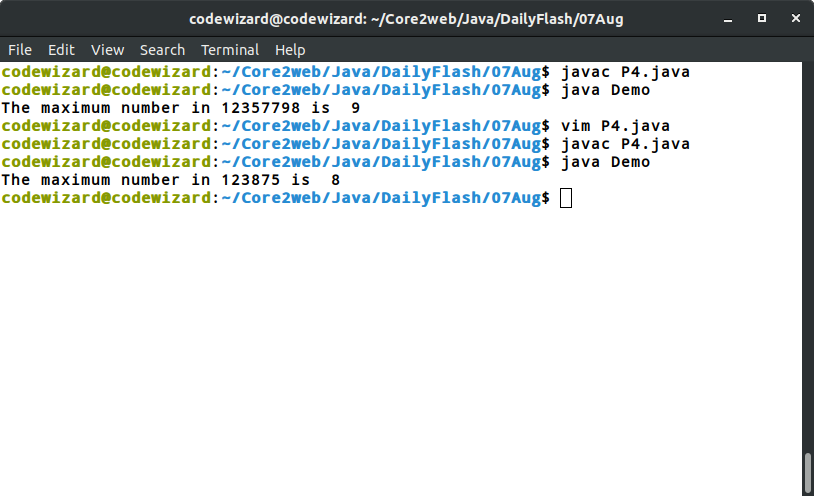 codewizard@codewizard: ~/Core2web/Java/DailyFlash/07Aug
File Edit View Search Terminal Help
codewizard@codewizard:~/Core2web/Java/DailyFlash/07Aug$ javac P4.java
codewizard@codewizard:~/Core2web/Java/DailyFlash/07Aug$ java Demo
The maximum number in 12357798 is  9
codewizard@codewizard:~/Core2web/Java/DailyFlash/07Aug$ vim P4.java
codewizard@codewizard:~/Core2web/Java/DailyFlash/07Aug$ javac P4.java
codewizard@codewizard:~/Core2web/Java/DailyFlash/07Aug$ java Demo
The maximum number in 123875 is  8
codewizard@codewizard:~/Core2web/Java/DailyFlash/07Aug$